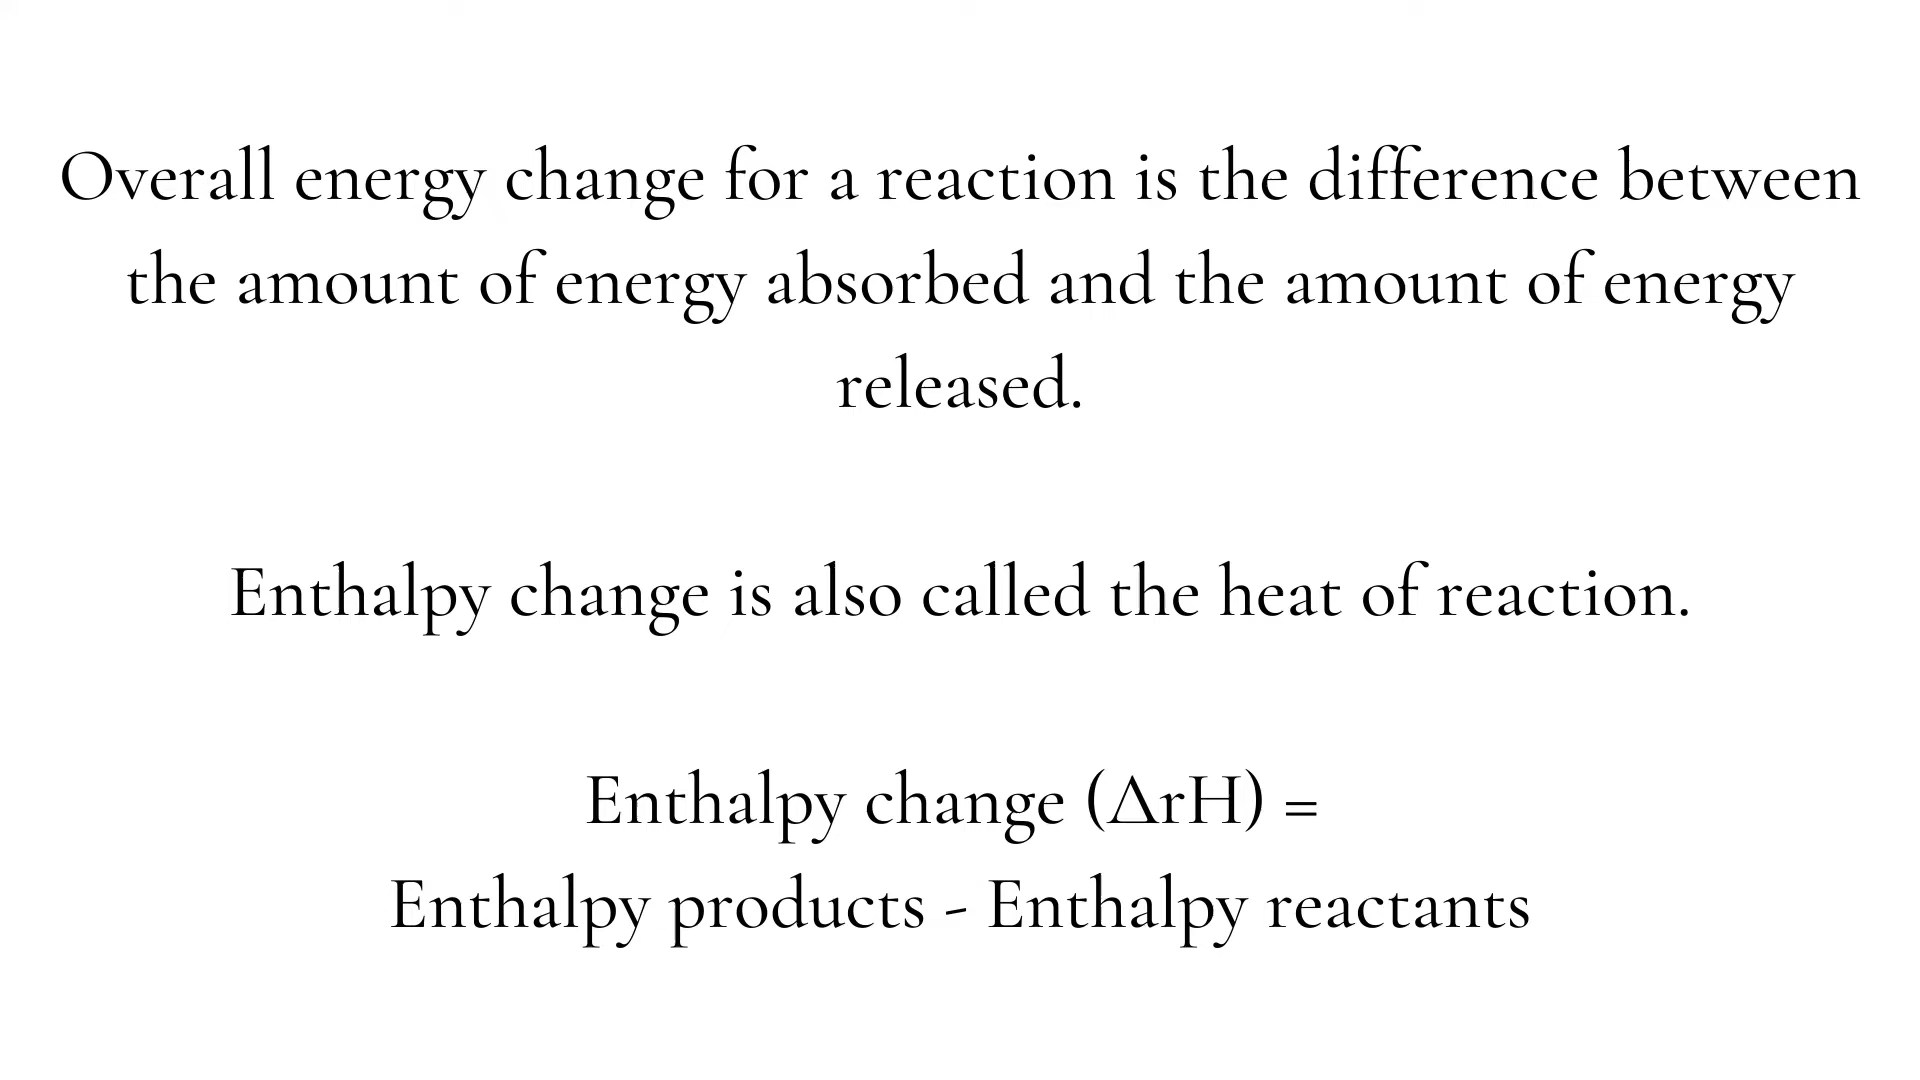 Overall energy change for a reaction is the difference between
the amount of energy absorbed and the amount of energy
released.
Enthalpy change is also called the heat of reaction.
Enthalpy change (ΔrH) =
Enthalpy products - Enthalpy reactants